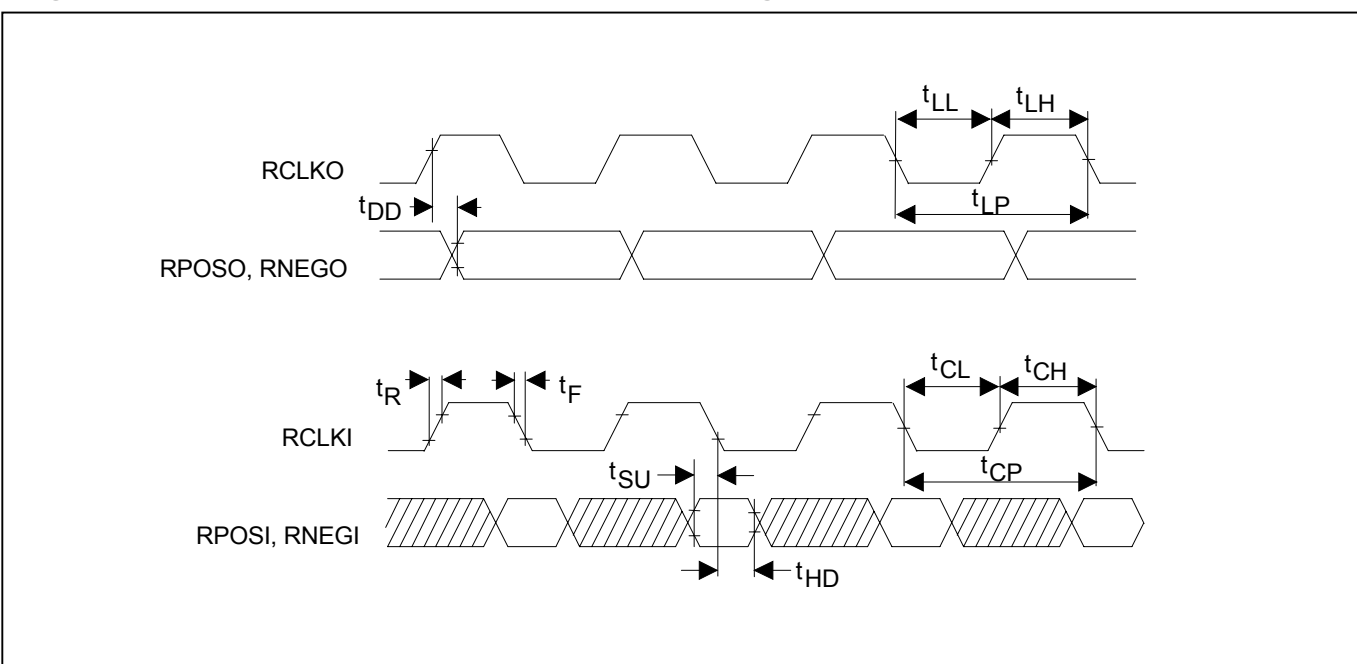 tLL tLH
RCLKO
tDD tLP
RPOSO, RNEGO
tCL tCH
tR tF
RCLKI
tSU tCP
RPOSI, RNEGI
tHD